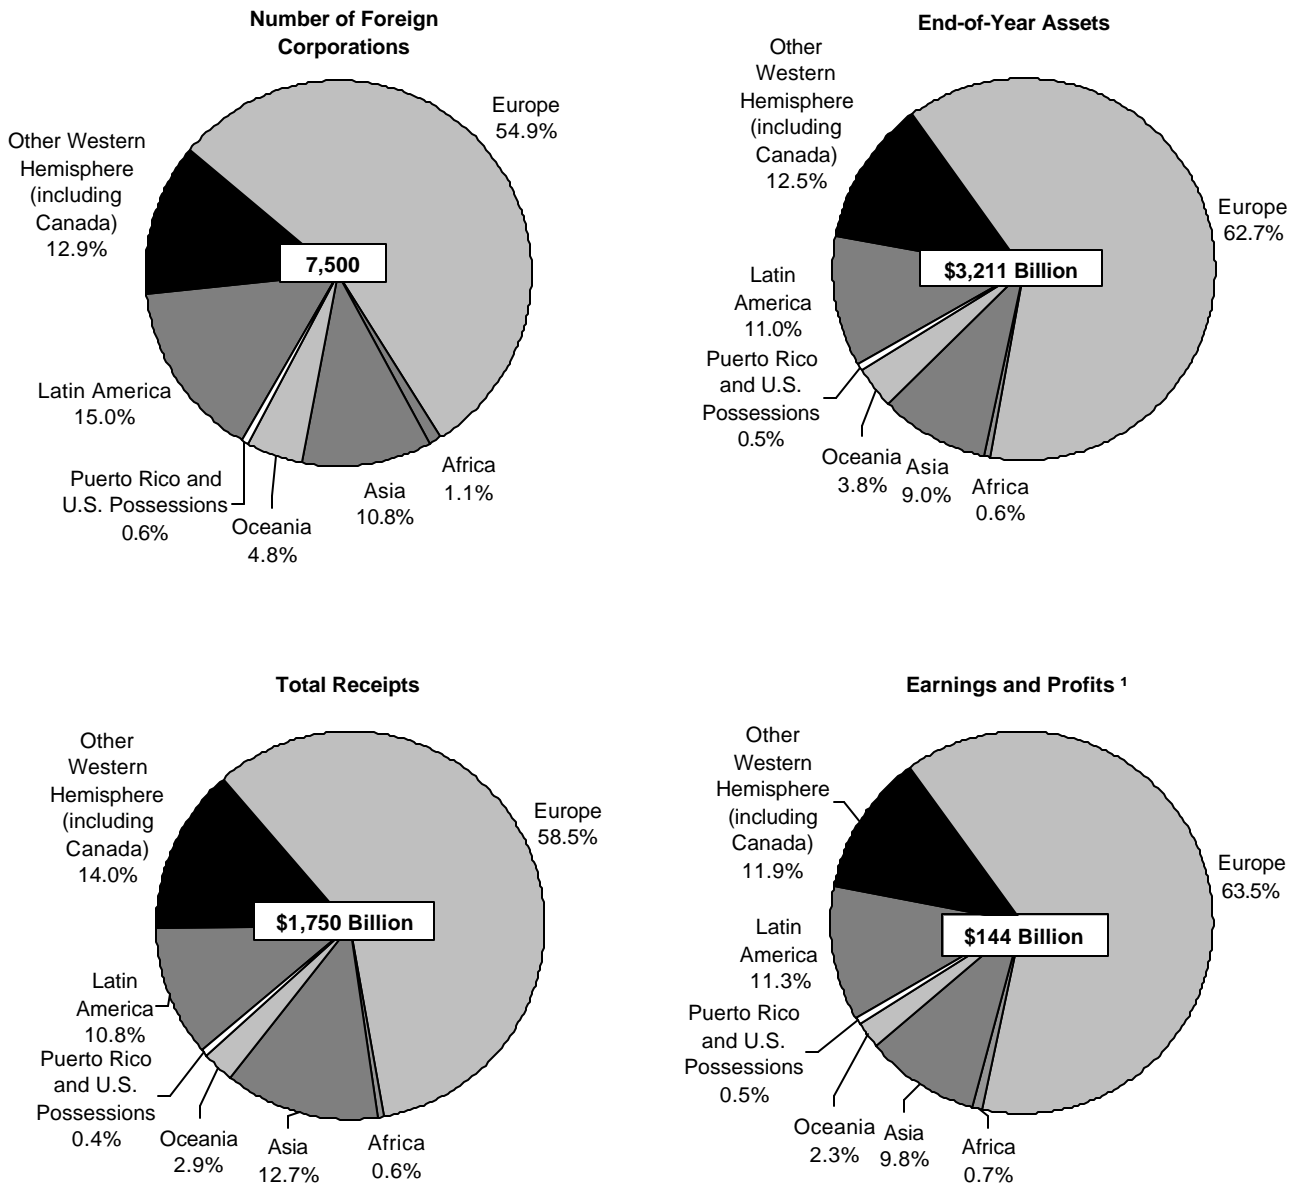 Number of Foreign
Corporations
Europe
54.9%
Other Western
Hemisphere
(including
Canada)
12.9%
7,500
Latin America
15.0%
Puerto Rico and
U.S. Possessions
0.6%
Oceania
4.8%
Asia
10.8%
Africa
1.1%
End-of-Year Assets
Other
Western
Hemisphere
(including
Canada)
12.5%
Europe
62.7%
$3,211 Billion
Latin
America
11.0%
Puerto Rico
and U.S.
Possessions
0.5%
Oceania
3.8%
Asia
9.0%
Africa
0.6%
Total Receipts
Other
Western
Hemisphere
(including
Canada)
14.0%
Europe
58.5%
$1,750 Billion
Latin
America
10.8%
Puerto Rico
and U.S.
Possessions
0.4%
Oceania
2.9%
Asia
12.7%
Africa
0.6%
Earnings and Profits ¹
Other
Western
Hemisphere
(including
Canada)
11.9%
Europe
63.5%
$144 Billion
Latin
America
11.3%
Puerto Rico
and U.S.
Possessions
0.5%
Oceania
2.3%
Asia
9.8%
Africa
0.7%